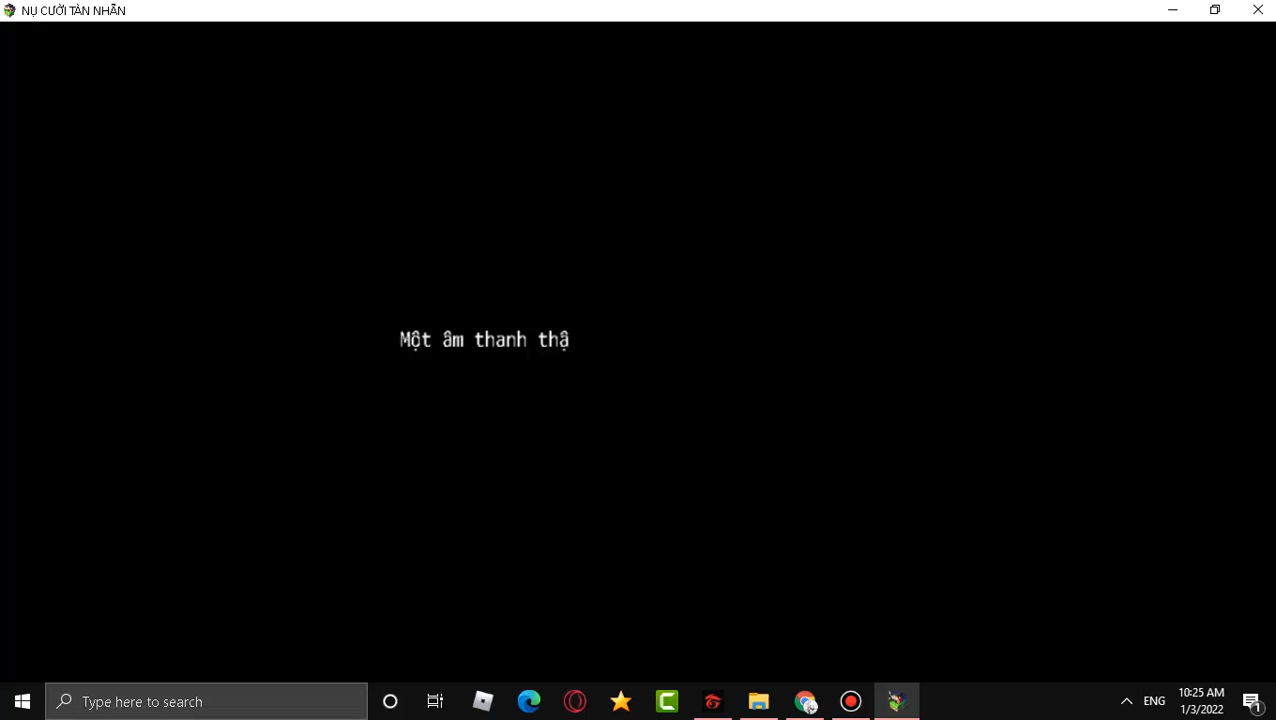 NỤ CƯỜI TÀN NHẪN
Một âm thanh thậ
Type here to search
ENG
10:25 AM
1/3/2022
1